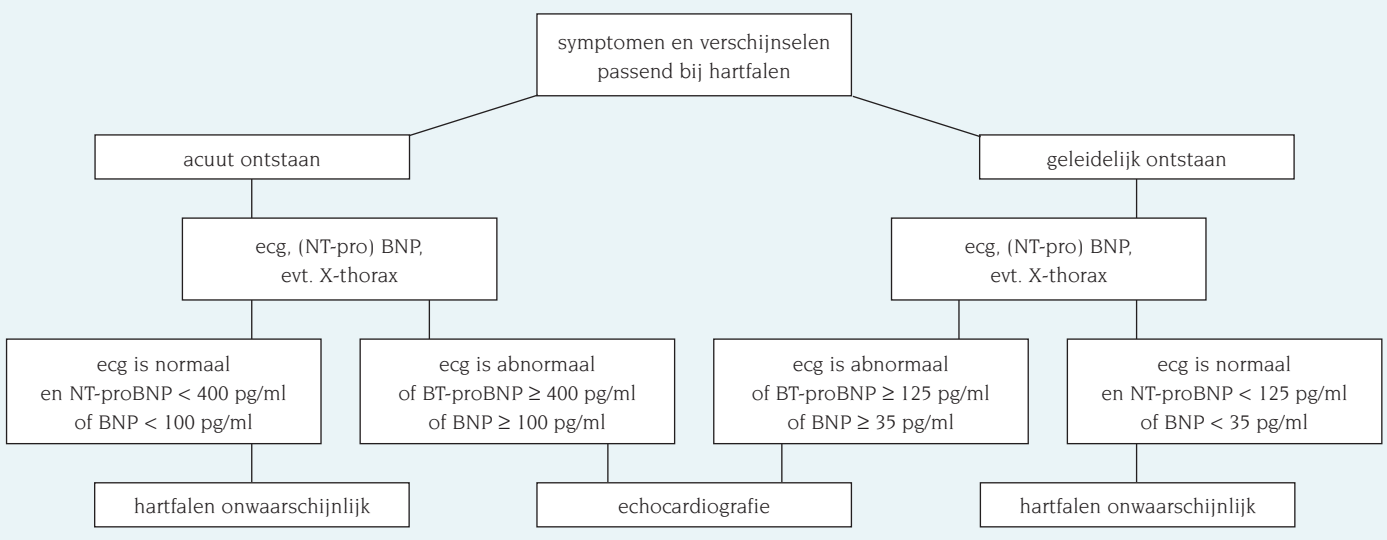 symptomen en verschijnselen
passend bij hartfalen
acuut ontstaan
geleidelijk ontstaan
ecg, (NT-pro) BNP,
evt. X-thorax
ecg, (NT-pro) BNP,
evt. X-thorax
ecg is normaal
en NT-proBNP < 400 pg/ml
of BNP < 100 pg/ml
ecg is abnormaal
of BT-proBNP ≥ 400 pg/ml
of BNP ≥ 100 pg/ml
ecg is abnormaal
of BT-proBNP ≥ 125 pg/ml
of BNP ≥ 35 pg/ml
ecg is normaal
en NT-proBNP < 125 pg/ml
of BNP < 35 pg/ml
hartfalen onwaarschijnlijk
echocardiografie
hartfalen onwaarschijnlijk